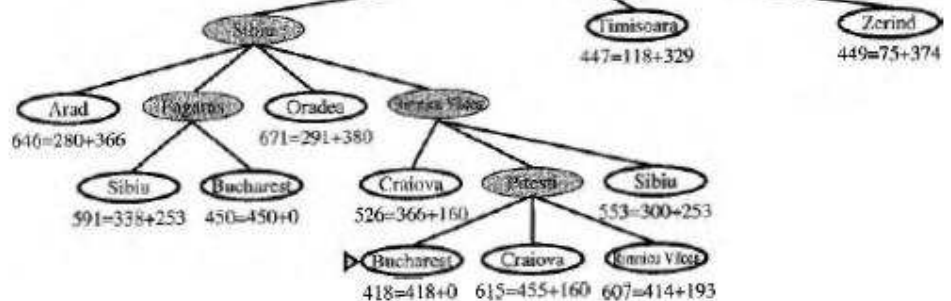 Sibiu
Timisoara
Zerind
447=118+329
449=75+374
Arad
Fagaras
Oradea
Rimnicu Vilcea
646=280+366
671=291+380
Sibiu
Bucharest
Craiova
Pitesti
Sibiu
591=338+253
450=450+0
526=366+160
553=300+253
Bucharest
Craiova
Rimnicu Vilcea
418=418+0
615=455+160
607=414+193